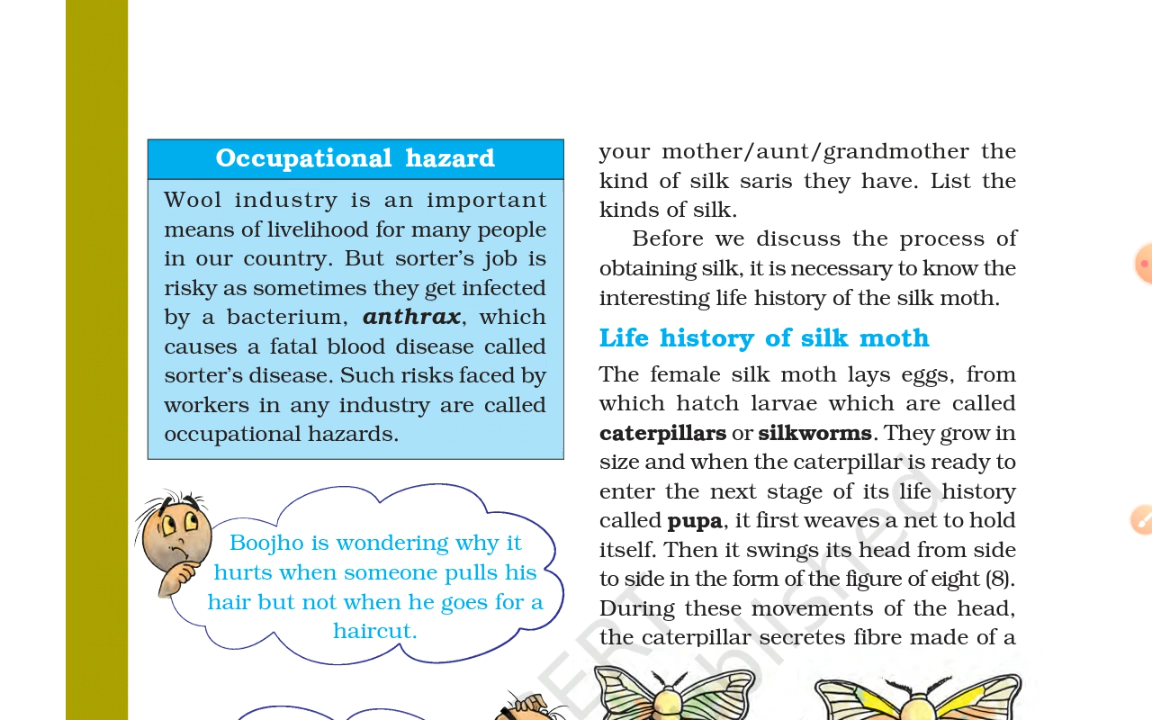 Occupational hazard
Wool industry is an important
means of livelihood for many people
in our country. But sorter's job is
risky as sometimes they get infected
by a bacterium, anthrax, which
causes a fatal blood disease called
sorter's disease. Such risks faced by
workers in any industry are called
occupational hazards.
Boojho is wondering why it
hurts when someone pulls his
hair but not when he goes for a
haircut.
your mother/aunt/grandmother the
kind of silk saris they have. List the
kinds of silk.
Before we discuss the process of
obtaining silk, it is necessary to know the
interesting life history of the silk moth.
Life history of silk moth
The female silk moth lays eggs, from
which hatch larvae which are called
caterpillars or silkworms. They grow in
size and when the caterpillar is ready to
enter the next stage of its life history
called pupa, it first weaves a net to hold
itself. Then it swings its head from side
to side in the form of the figure of eight (8).
During these movements of the head,
the caterpillar secretes fibre made of a